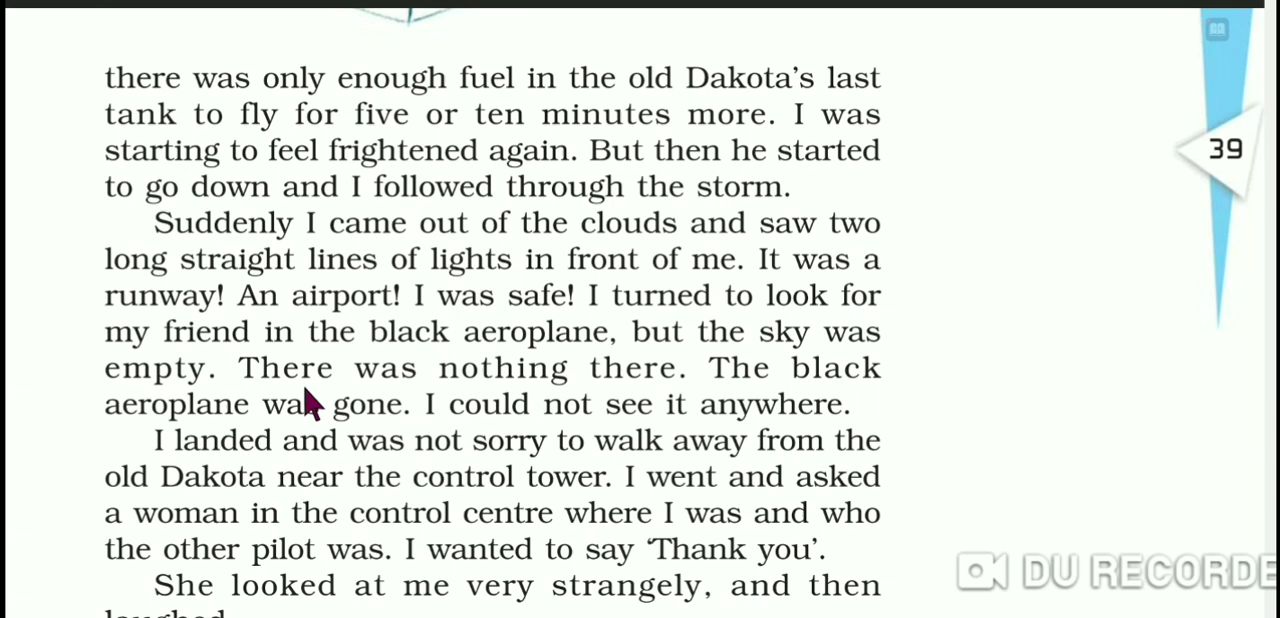 there was only enough fuel in the old Dakota's last
tank to fly for five or ten minutes more. I was
starting to feel frightened again. But then he started
to go down and I followed through the storm.
Suddenly I came out of the clouds and saw two
long straight lines of lights in front of me. It was a
runway! An airport! I was safe! I turned to look for
my friend in the black aeroplane, but the sky was
empty. There was nothing there. The black
aeroplane was gone. I could not see it anywhere.
I landed and was not sorry to walk away from the
old Dakota near the control tower. I went and asked
a woman in the control centre where I was and who
the other pilot was. I wanted to say ‘Thank you’.
She looked at me very strangely, and then
laughed.
39
DU RECORDE